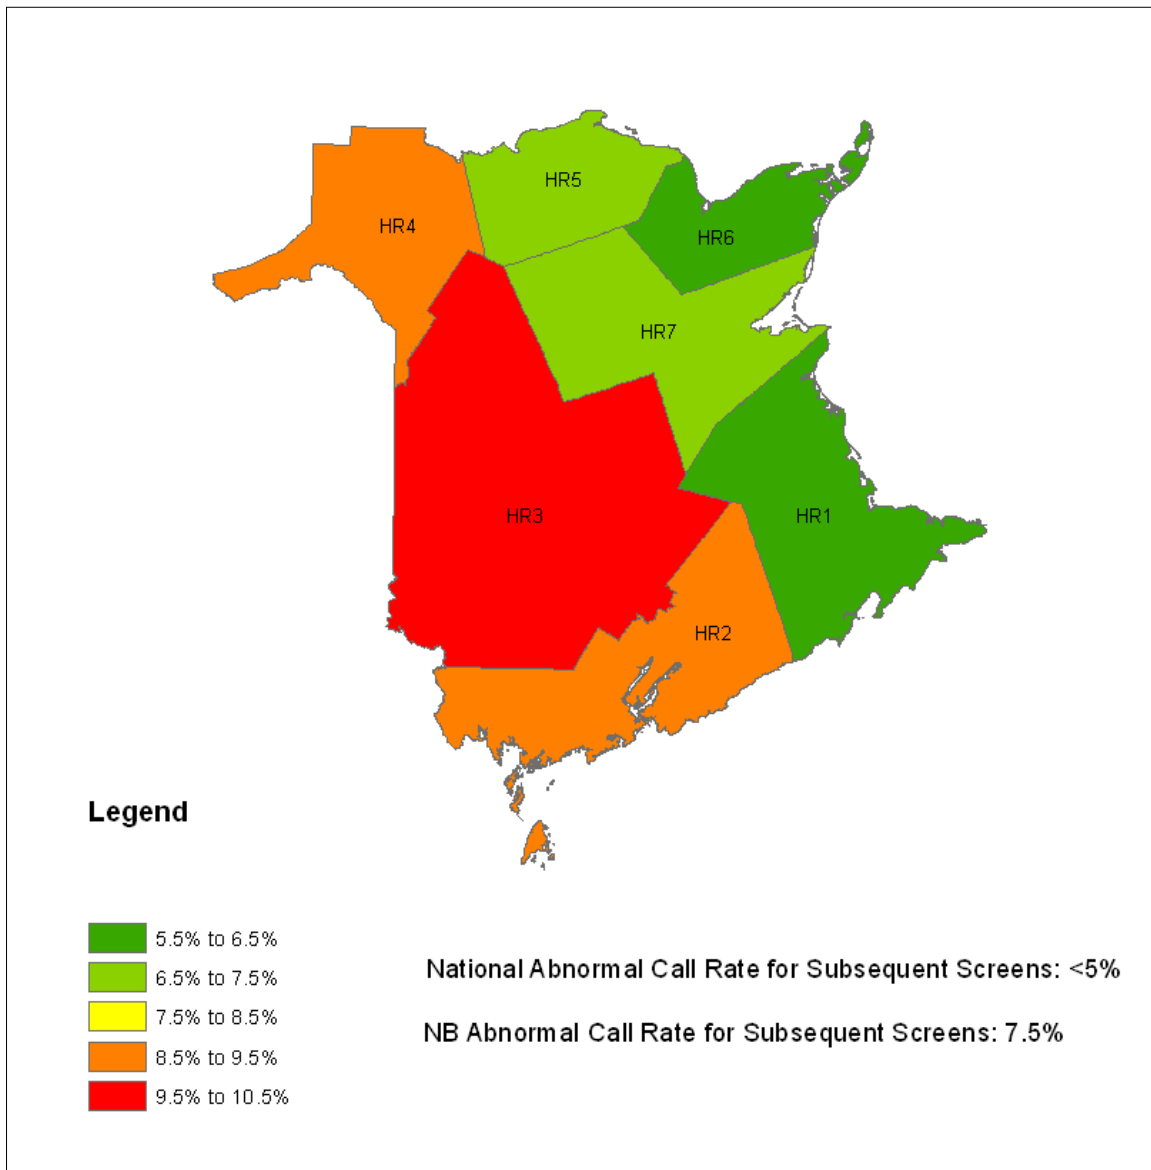 HR5
HR4
HR6
HR7
HR3
HR1
HR2
Legend
5.5% to 6.5%
6.5% to 7.5%
7.5% to 8.5%
8.5% to 9.5%
9.5% to 10.5%
National Abnormal Call Rate for Subsequent Screens: <5%
NB Abnormal Call Rate for Subsequent Screens: 7.5%